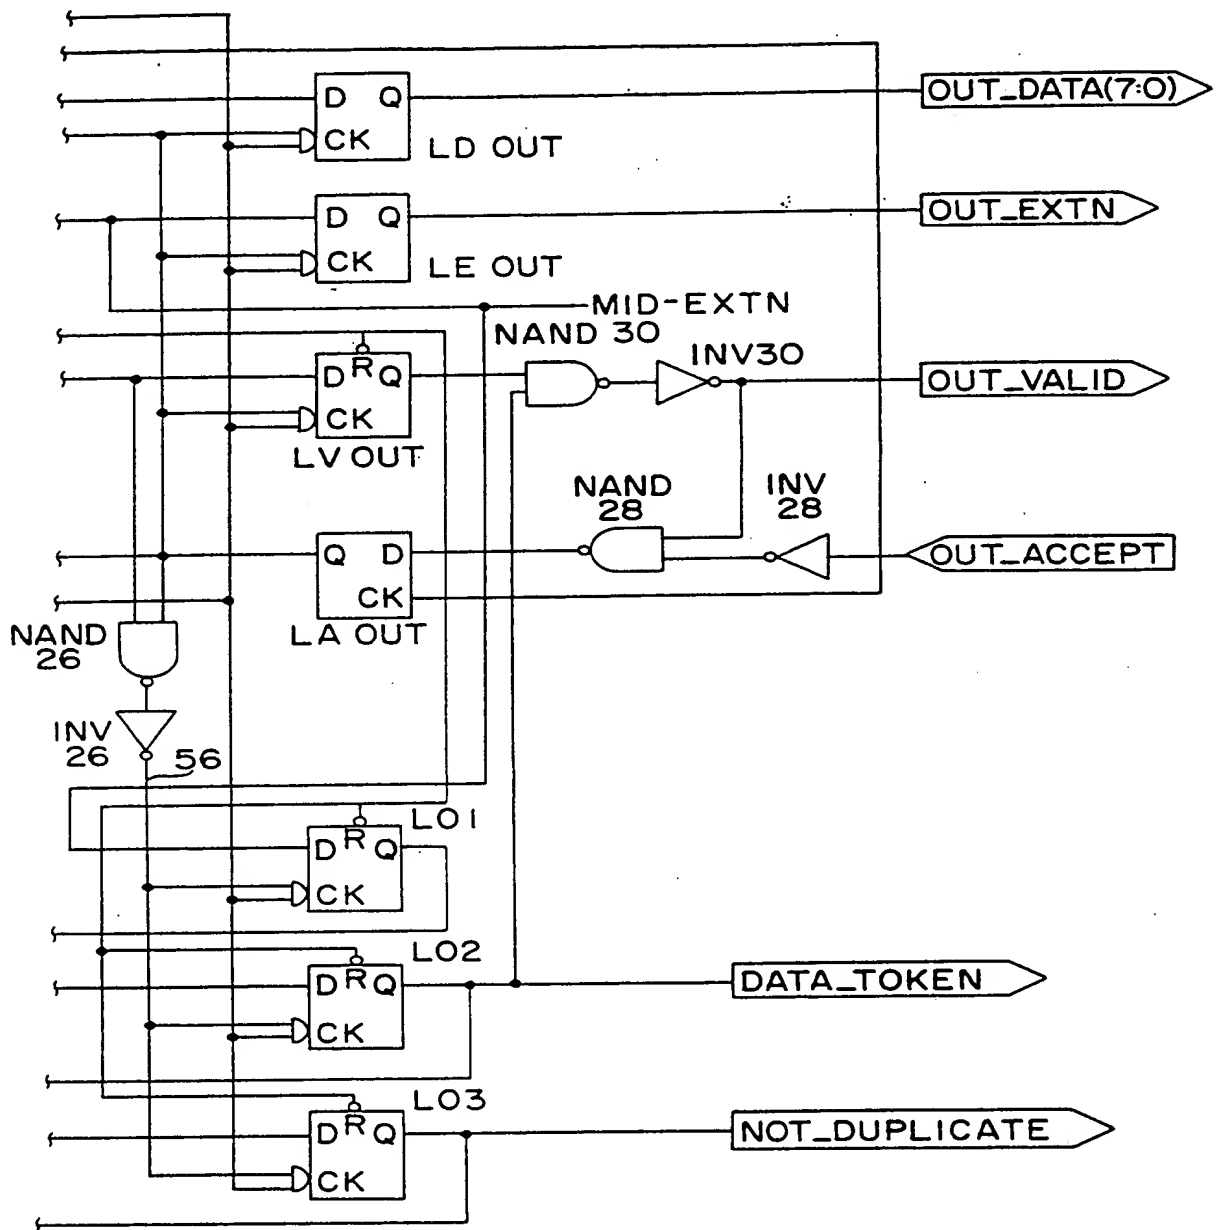 D Q
CK
LD OUT
OUT_DATA(7:0)
D Q
CK
LE OUT
OUT_EXTN
MID-EXTN
NAND 30
INV30
D R Q
CK
LV OUT
OUT_VALID
NAND
28
INV
28
Q D
CK
LA OUT
OUT_ACCEPT
NAND
26
INV
26
56
LO1
D R Q
CK
LO2
D R Q
CK
DATA_TOKEN
LO3
D R Q
CK
NOT_DUPLICATE